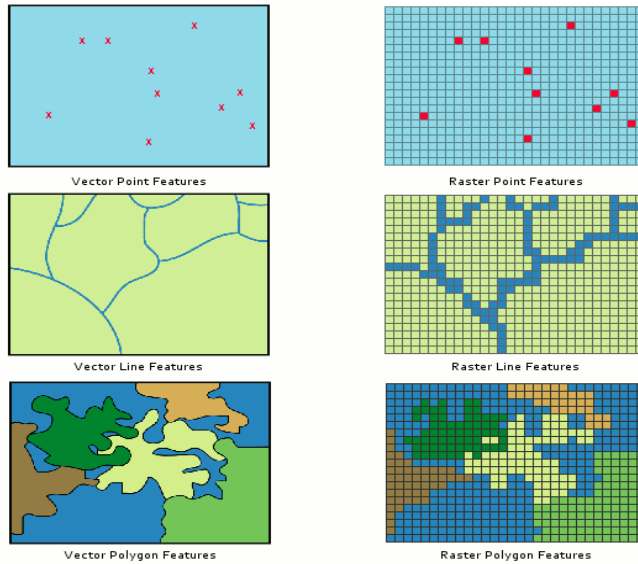 Vector Point Features
Raster Point Features
Vector Line Features
Raster Line Features
Vector Polygon Features
Raster Polygon Features